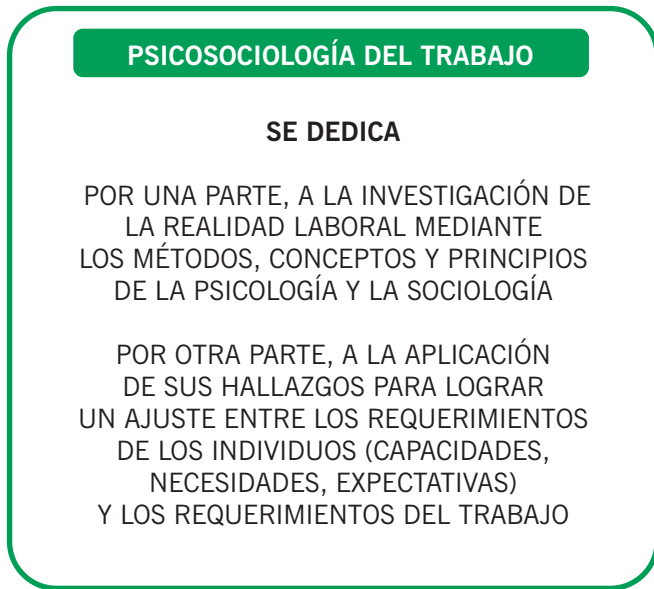 PSICOSOCIOLOGÍA DEL TRABAJO
SE DEDICA
POR UNA PARTE, A LA INVESTIGACIÓN DE
LA REALIDAD LABORAL MEDIANTE
LOS MÉTODOS, CONCEPTOS Y PRINCIPIOS
DE LA PSICOLOGÍA Y LA SOCIOLOGÍA
POR OTRA PARTE, A LA APLICACIÓN
DE SUS HALLAZGOS PARA LOGRAR
UN AJUSTE ENTRE LOS REQUERIMIENTOS
DE LOS INDIVIDUOS (CAPACIDADES,
NECESIDADES, EXPECTATIVAS)
Y LOS REQUERIMIENTOS DEL TRABAJO